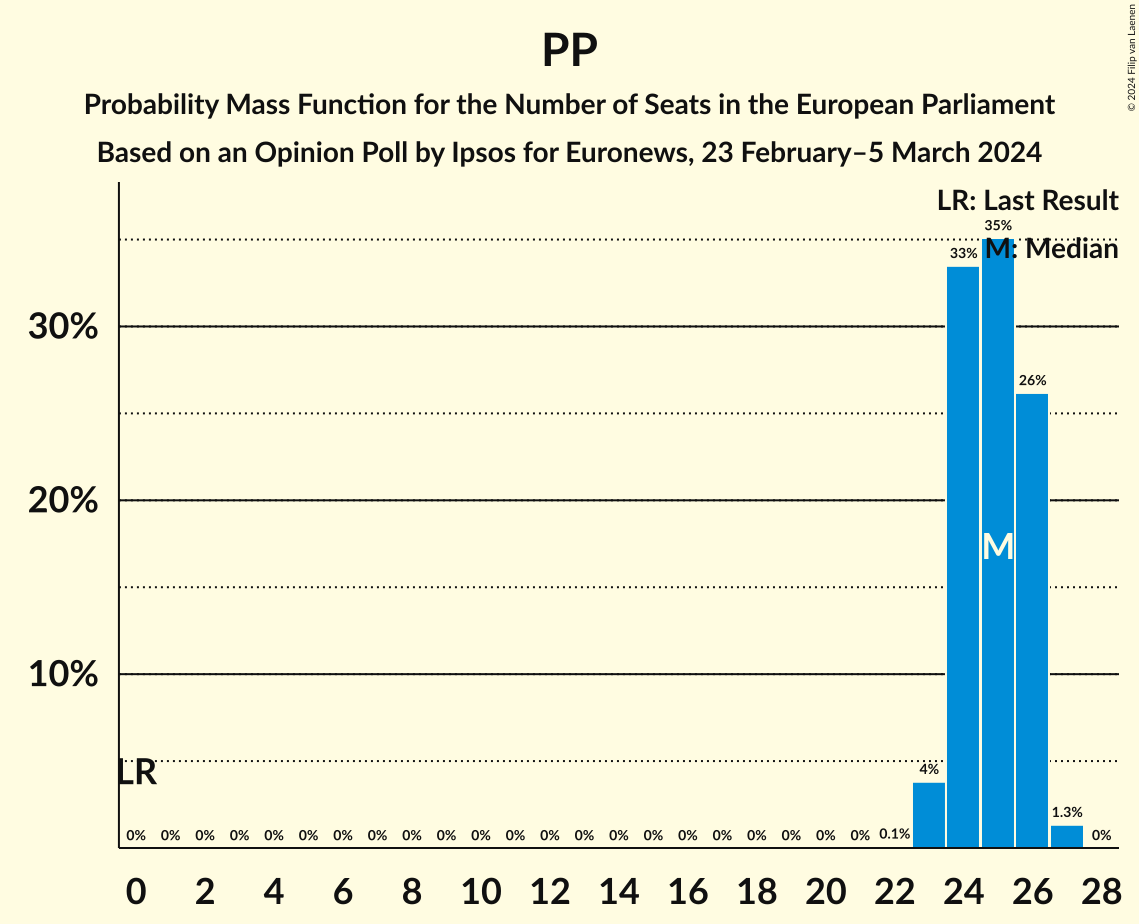 PP
Probability Mass Function for the Number of Seats in the European Parliament
Based on an Opinion Poll by Ipsos for Euronews, 23 February–5 March 2024
© 2024 Filip van Laenen
LR: Last Result
M: Median
35%
33%
30%
26%
20%
M
10%
LR
4%
1.3%
0% 0% 0% 0% 0% 0% 0% 0% 0% 0% 0% 0% 0% 0% 0% 0% 0% 0% 0% 0% 0% 0% 0.1% 0%
0 2 4 6 8 10 12 14 16 18 20 22 24 26 28